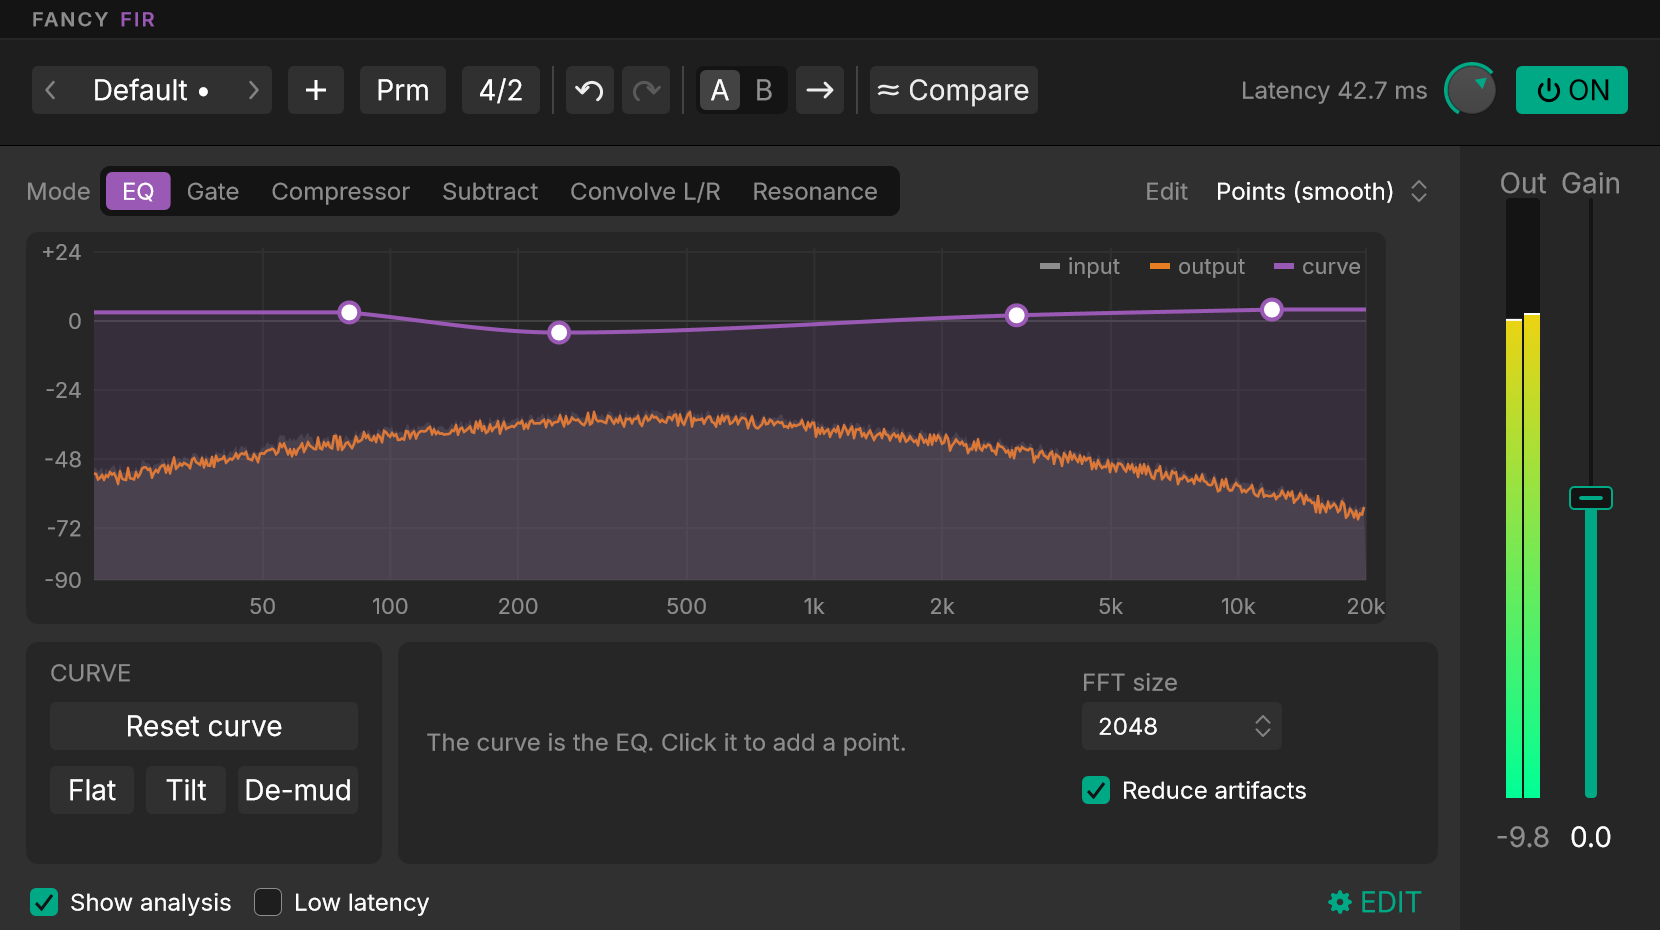 FANCY FIR
Default •
+
Prm
4/2
A B
→
≈ Compare
Latency 42.7 ms
ON
Mode EQ Gate Compressor Subtract Convolve L/R Resonance
Edit Points (smooth)
Out Gain
+24
0
-24
-48
-72
-90
input output curve
50 100 200 500 1k 2k 5k 10k 20k
CURVE
Reset curve
Flat Tilt De-mud
The curve is the EQ. Click it to add a point.
FFT size
2048
Reduce artifacts
-9.8 0.0
Show analysis Low latency
EDIT